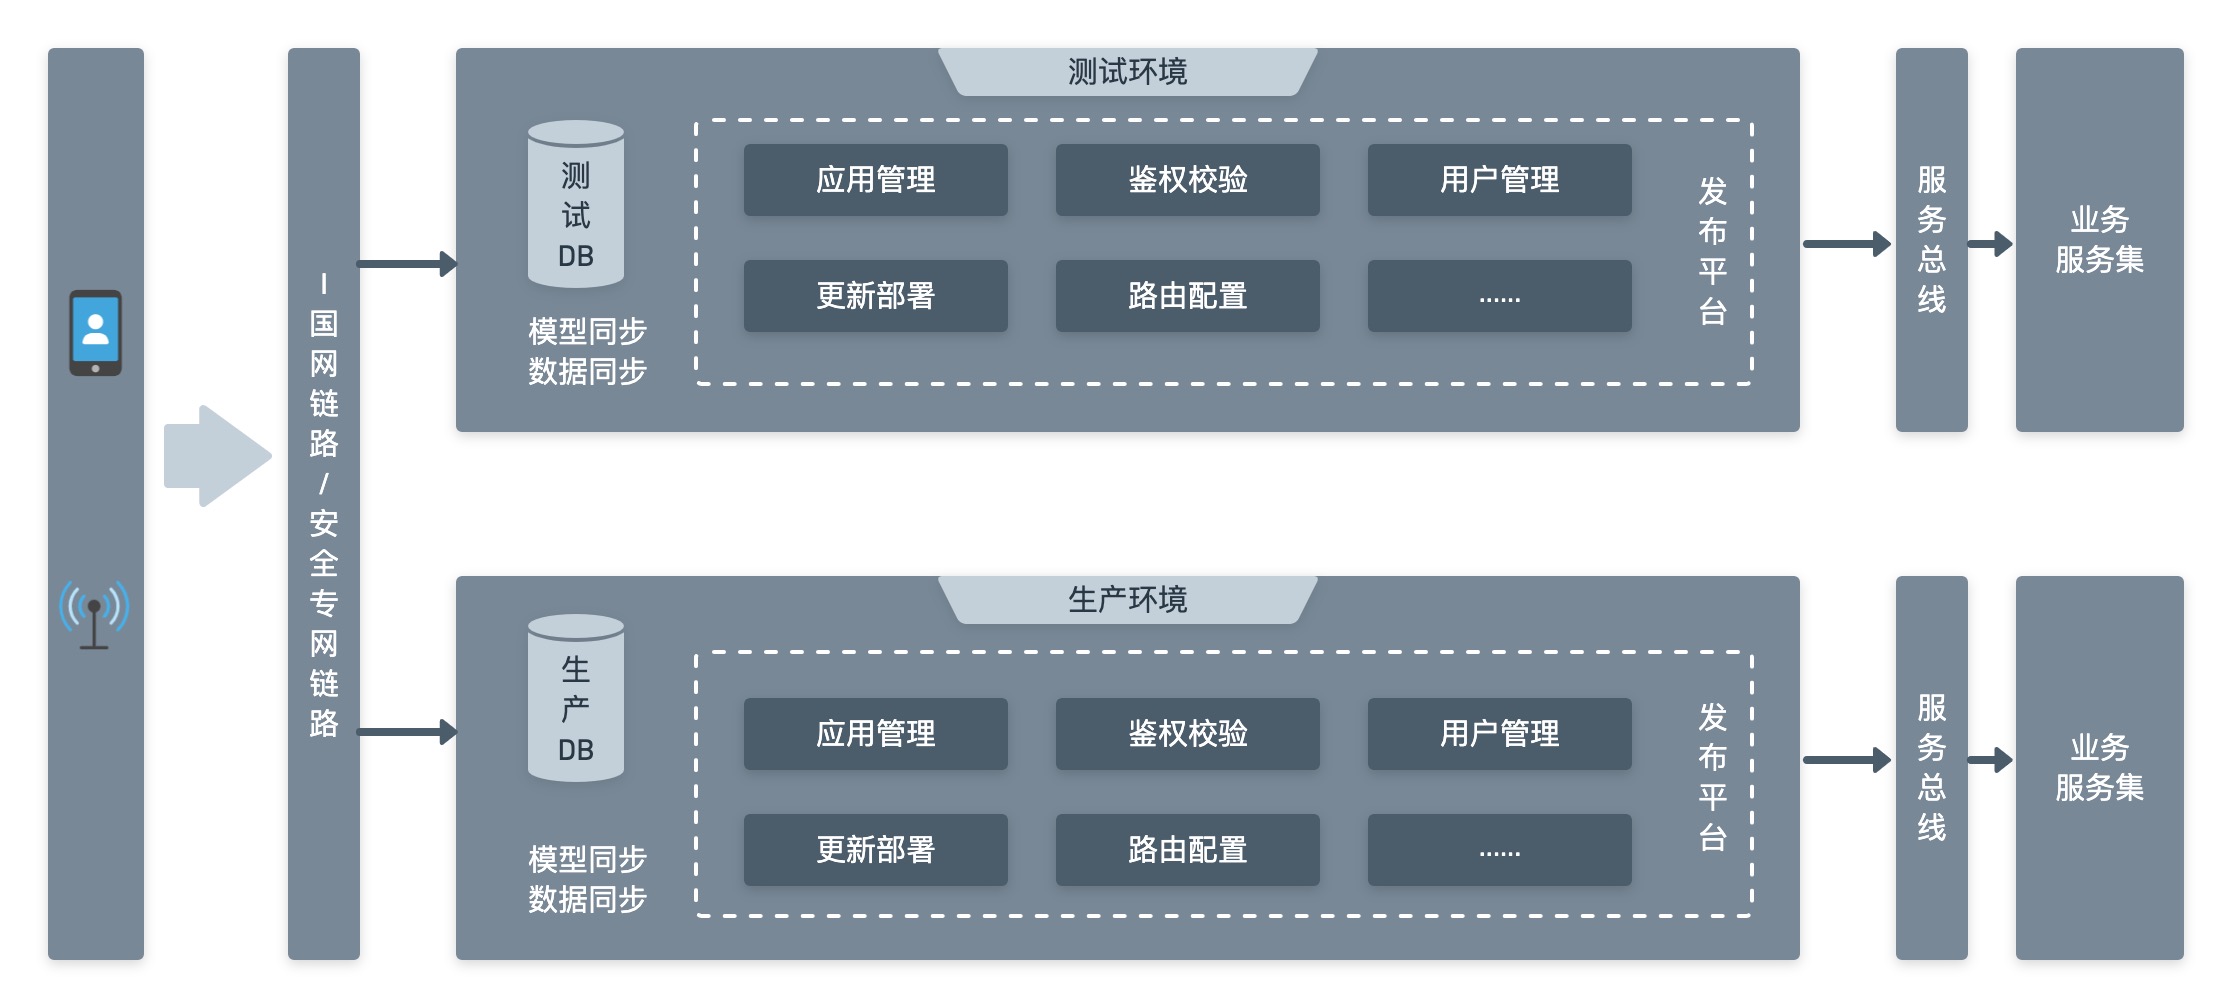 I国网链路/安全专网链路
测试环境
测试DB
模型同步
数据同步
应用管理
鉴权校验
用户管理
更新部署
路由配置
......
发布平台
服务总线
业务
服务集
生产环境
生产DB
模型同步
数据同步
应用管理
鉴权校验
用户管理
更新部署
路由配置
......
发布平台
服务总线
业务
服务集